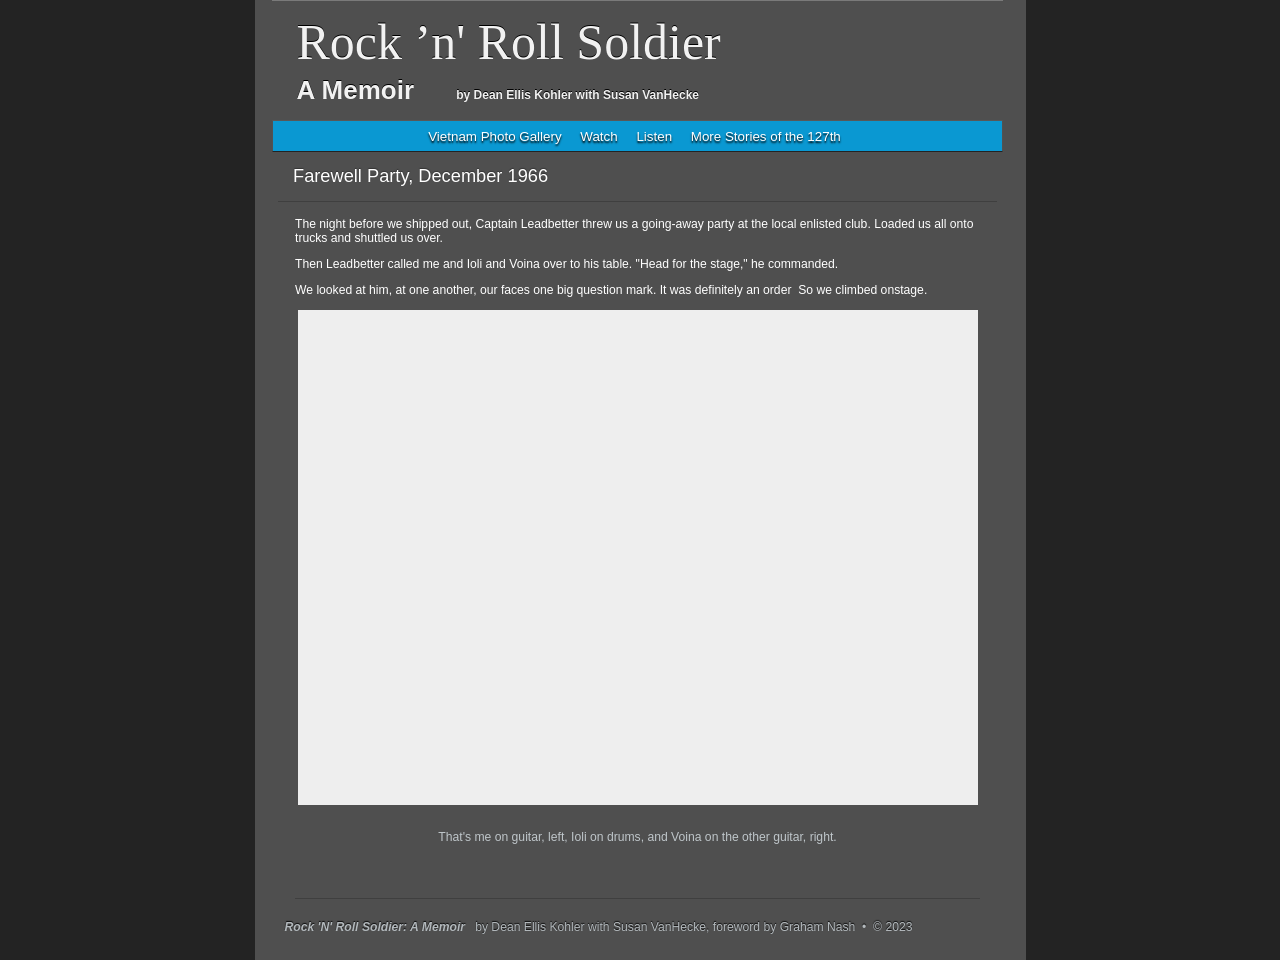 Rock ’n' Roll Soldier
A Memoir by Dean Ellis Kohler with Susan VanHecke
Vietnam Photo Gallery Watch Listen More Stories of the 127th
Farewell Party, December 1966
The night before we shipped out, Captain Leadbetter threw us a going-away party at the local enlisted club. Loaded us all onto
trucks and shuttled us over.
Then Leadbetter called me and Ioli and Voina over to his table. "Head for the stage," he commanded.
We looked at him, at one another, our faces one big question mark. It was definitely an order  So we climbed onstage.
That's me on guitar, left, Ioli on drums, and Voina on the other guitar, right.
Rock 'N' Roll Soldier: A Memoir by Dean Ellis Kohler with Susan VanHecke, foreword by Graham Nash • © 2023